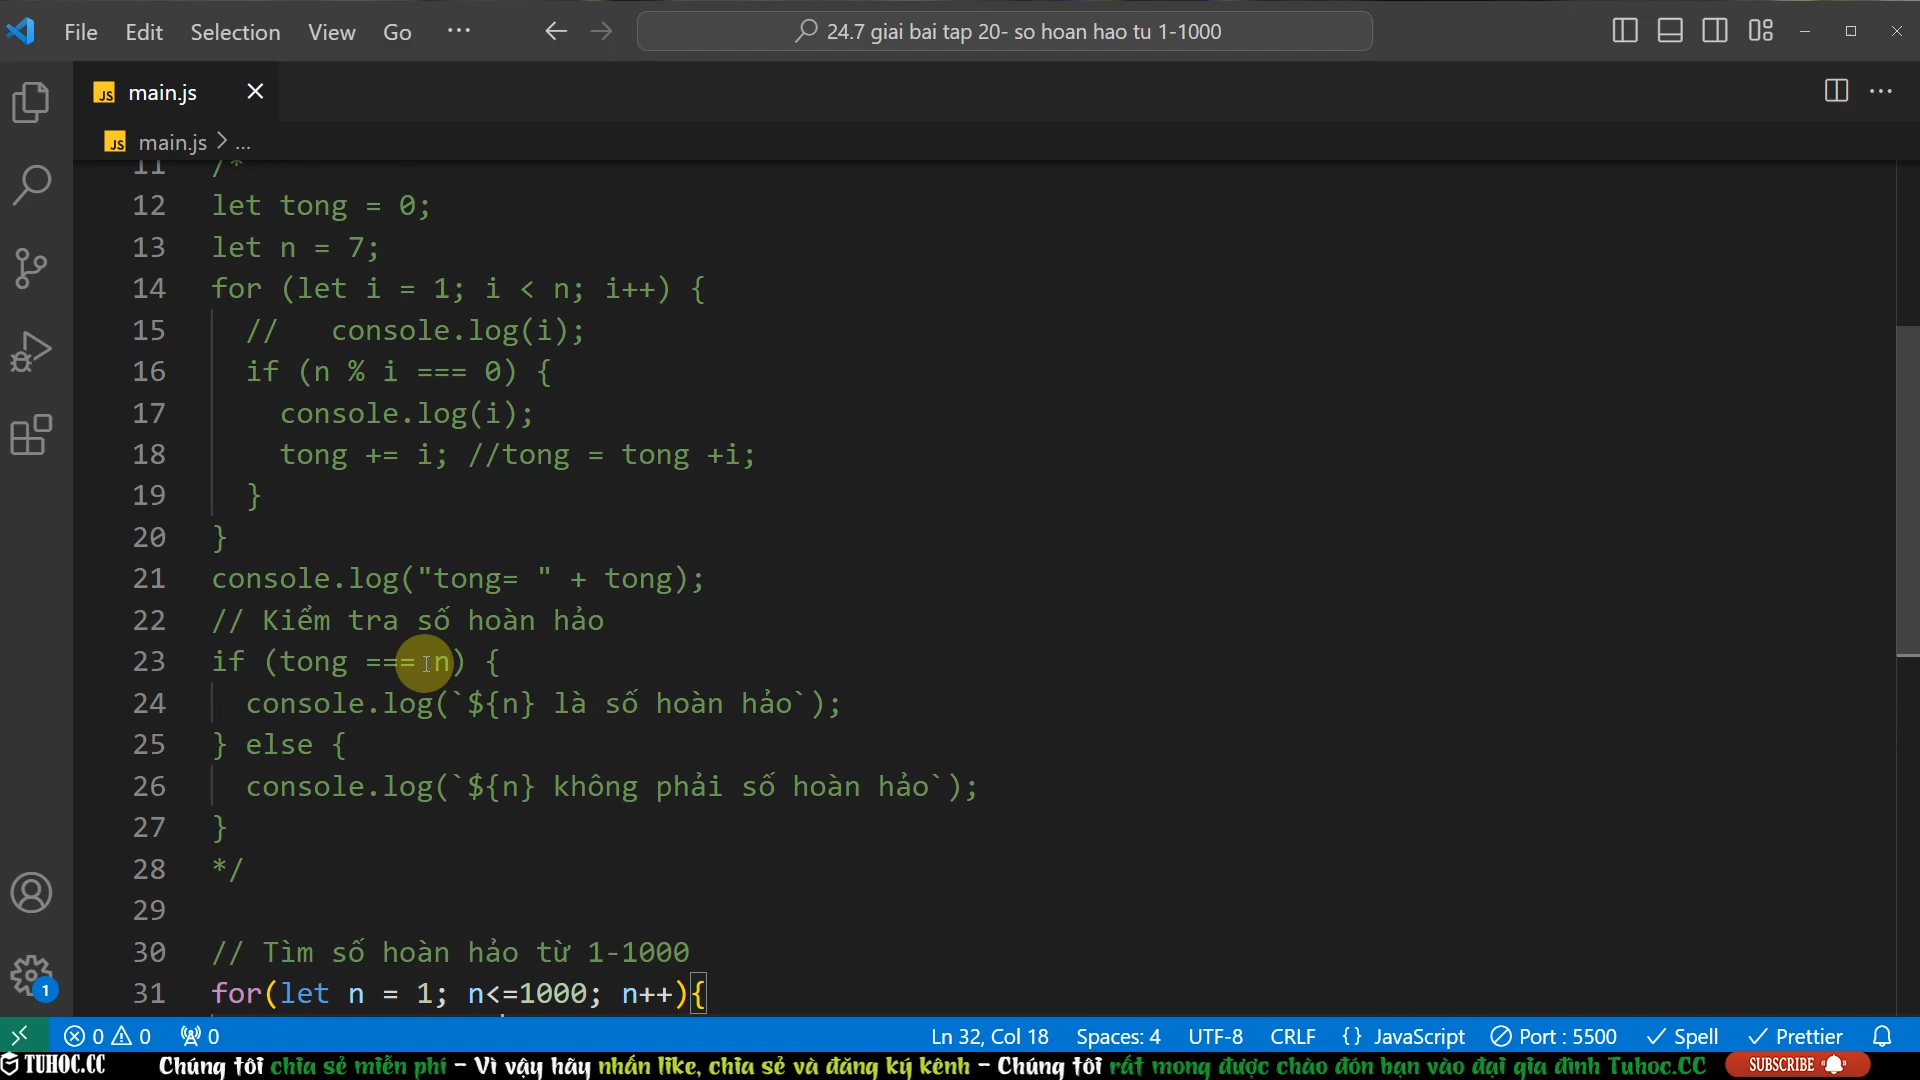 File Edit Selection View Go ··· 24.7 giai bai tap 20- so hoan hao tu 1-1000
JS main.js
JS main.js > ...
11 /*
12 let tong = 0;
13 let n = 7;
14 for (let i = 1; i < n; i++) {
15 //   console.log(i);
16 if (n % i === 0) {
17 console.log(i);
18 tong += i; //tong = tong +i;
19 }
20 }
21 console.log("tong= " + tong);
22 // Kiểm tra số hoàn hảo
23 if (tong === n) {
24 console.log(`${n} là số hoàn hảo`);
25 } else {
26 console.log(`${n} không phải số hoàn hảo`);
27 }
28 */
29
30 // Tìm số hoàn hảo từ 1-1000
31 for(let n = 1; n<=1000; n++){
1
0 0 0 Ln 32, Col 18 Spaces: 4 UTF-8 CRLF {} JavaScript Port : 5500 Spell Prettier
TUHOC.CC Chúng tôi chia sẻ miễn phí – Vì vậy hãy nhấn like, chia sẻ và đăng ký kênh – Chúng tôi rất mong được chào đón bạn vào đại gia đình Tuhoc.CC SUBSCRIBE